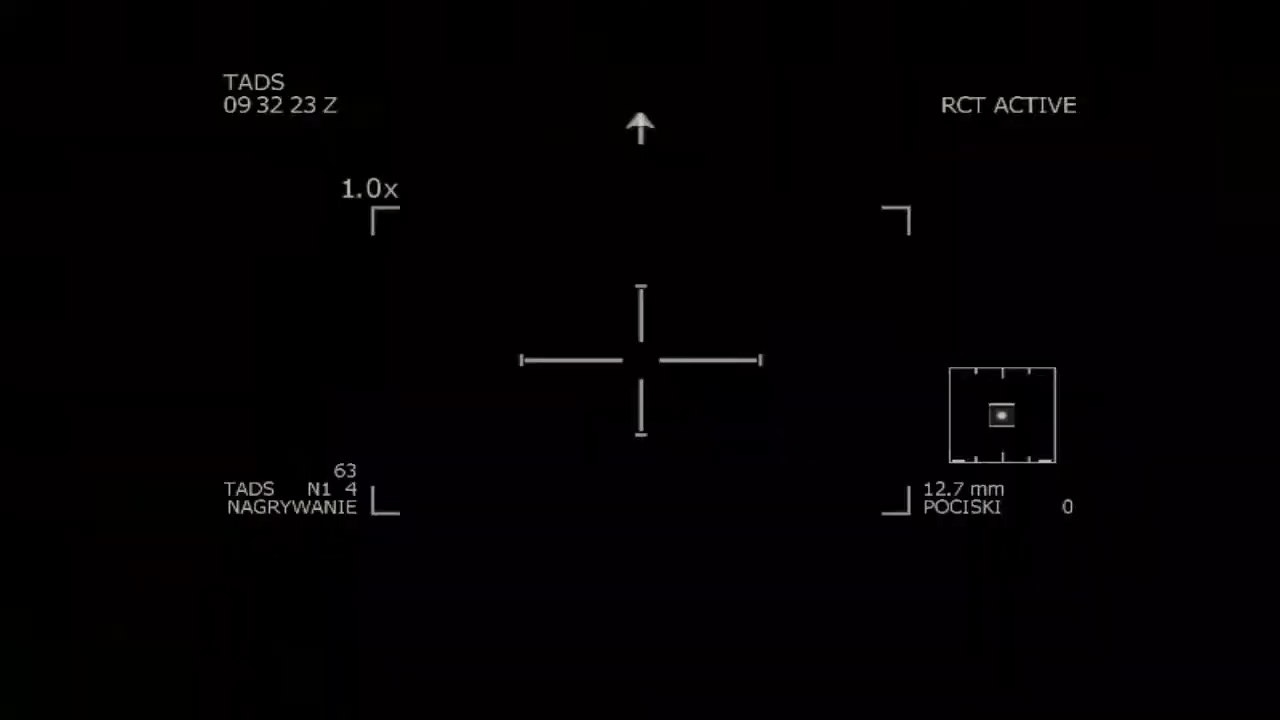 TADS
09 32 23 Z
RCT ACTIVE
1.0x
63
TADS N1 4
NAGRYWANIE
12.7 mm
POCISKI 0